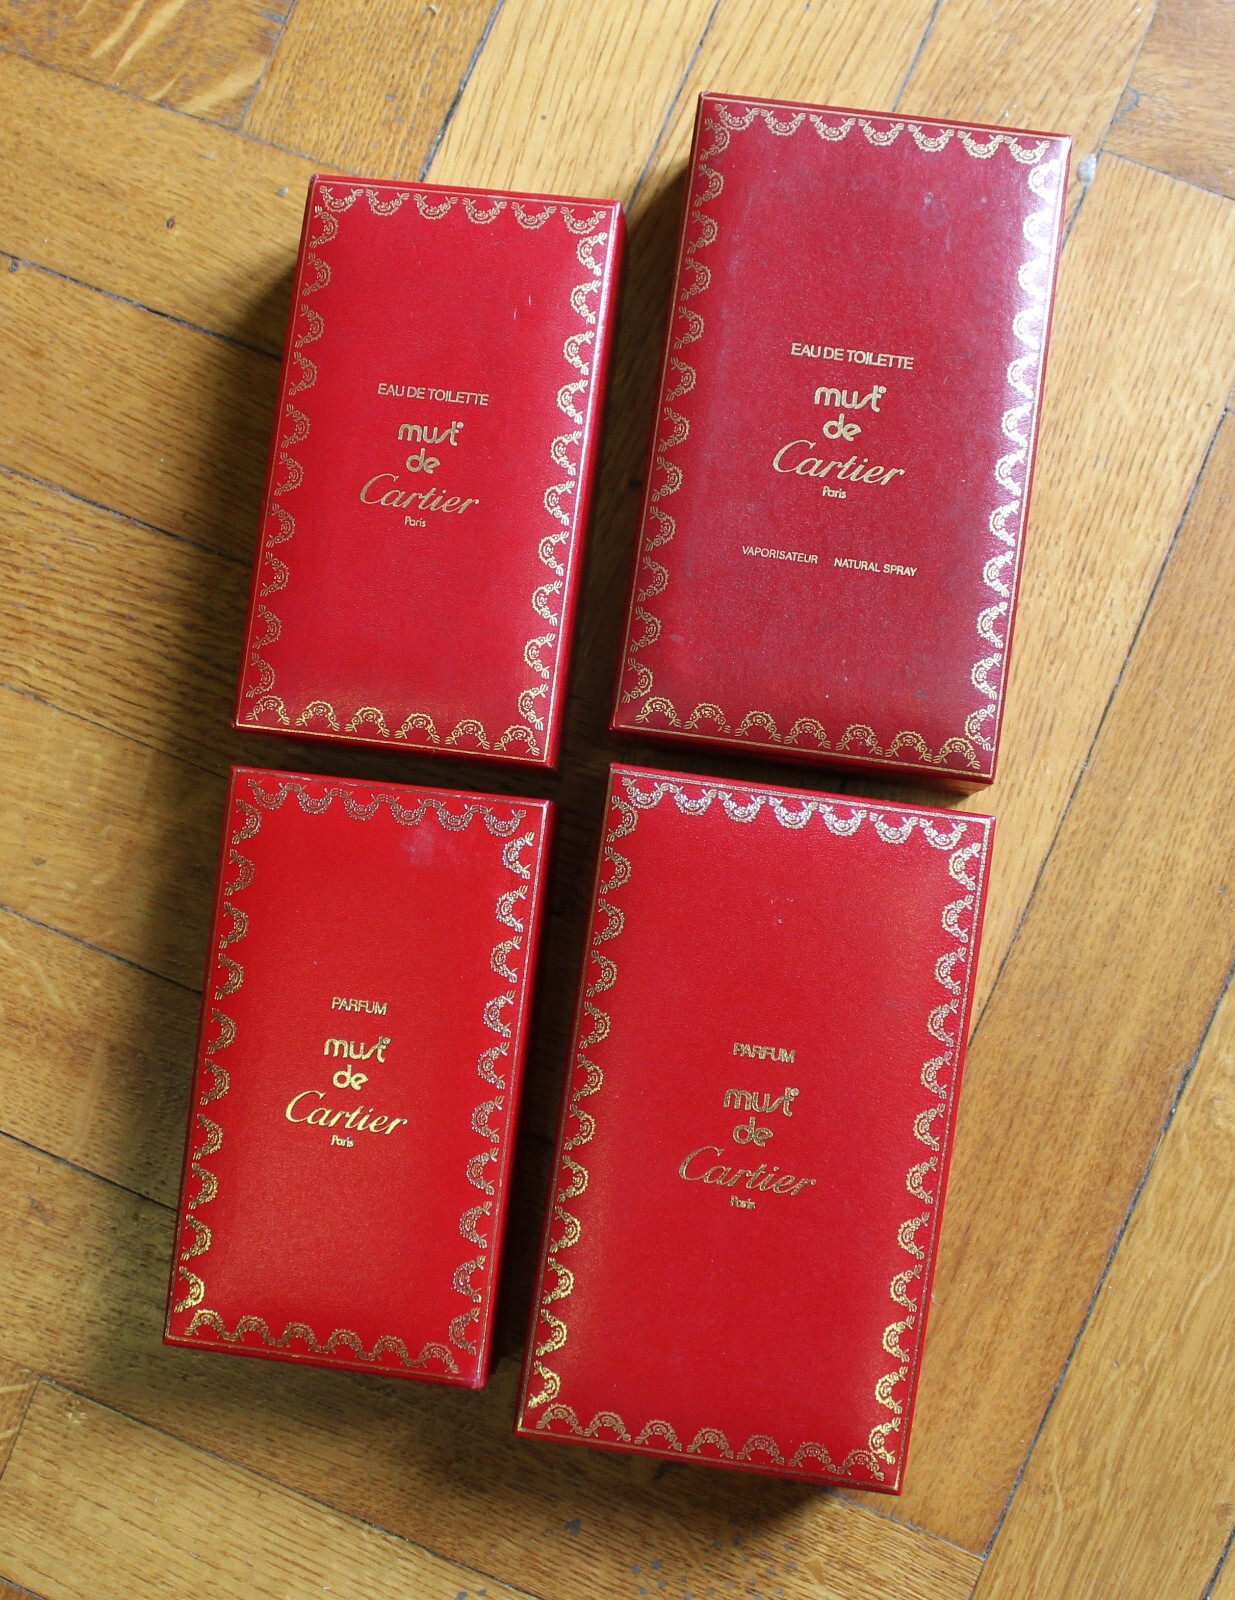 EAU DE TOILETTE
must®
de
Cartier
Paris
EAU DE TOILETTE
must®
de
Cartier
Paris
VAPORISATEUR NATURAL SPRAY
PARFUM
must®
de
Cartier
Paris
PARFUM
must®
de
Cartier
Paris